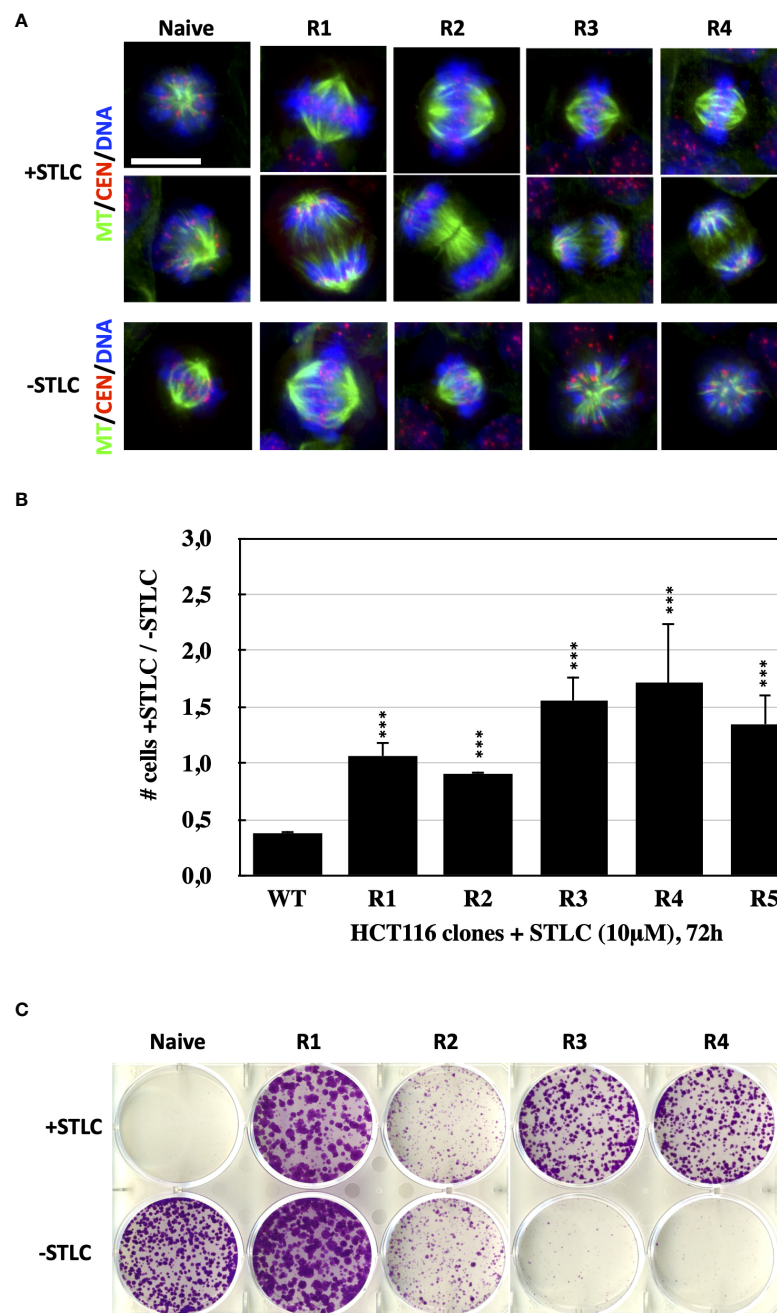 A
Naive R1 R2 R3 R4
+STLC
MT/CEN/DNA
-STLC
MT/CEN/DNA
B
# cells +STLC / -STLC
3,0
2,5
2,0
1,5
1,0
0,5
0,0
***
***
***
***
***
WT R1 R2 R3 R4 R5
HCT116 clones + STLC (10µM), 72h
C
Naive R1 R2 R3 R4
+STLC
-STLC